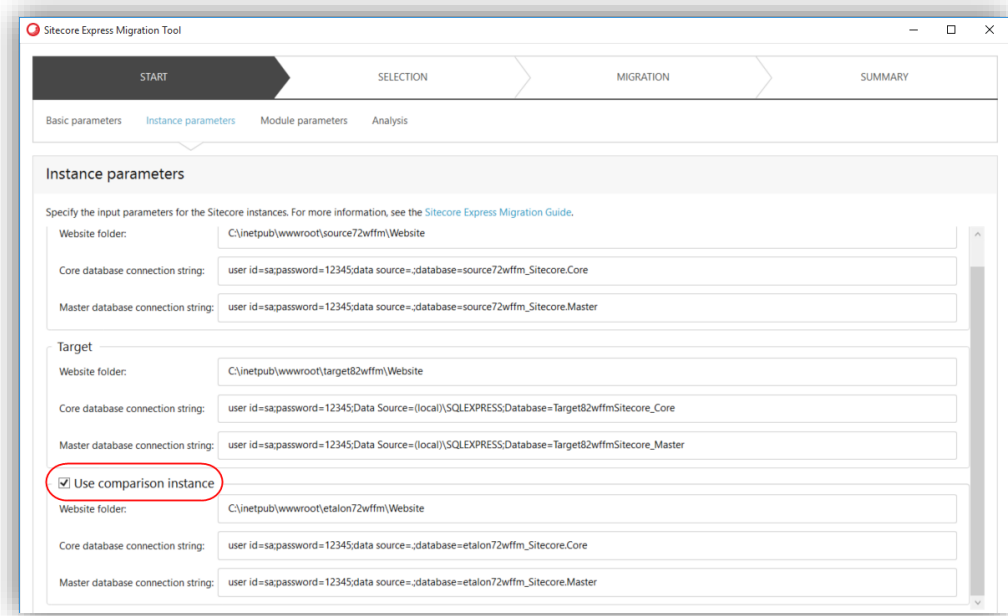 Sitecore Express Migration Tool
START
SELECTION
MIGRATION
SUMMARY
Basic parameters
Instance parameters
Module parameters
Analysis
Instance parameters
Specify the input parameters for the Sitecore instances. For more information, see the Sitecore Express Migration Guide.
Website folder: C:\inetpub\wwwroot\source72wffm\Website
Core database connection string: user id=sa;password=12345;data source=.;database=source72wffm_Sitecore.Core
Master database connection string: user id=sa;password=12345;data source=.;database=source72wffm_Sitecore.Master
Target
Website folder: C:\inetpub\wwwroot\target82wffm\Website
Core database connection string: user id=sa;password=12345;Data Source=(local)\SQLEXPRESS;Database=Target82wffmSitecore_Core
Master database connection string: user id=sa;password=12345;Data Source=(local)\SQLEXPRESS;Database=Target82wffmSitecore_Master
Use comparison instance
Website folder: C:\inetpub\wwwroot\etalon72wffm\Website
Core database connection string: user id=sa;password=12345;data source=.;database=etalon72wffm_Sitecore.Core
Master database connection string: user id=sa;password=12345;data source=.;database=etalon72wffm_Sitecore.Master